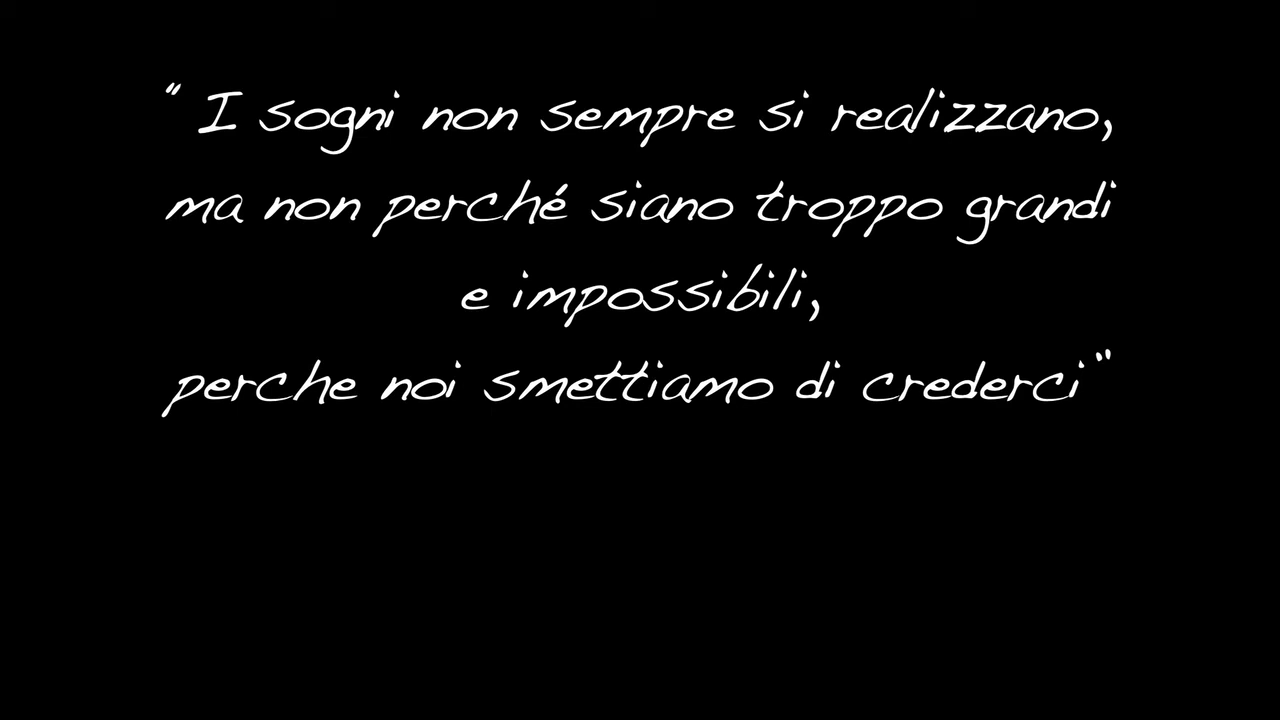 " I sogni non sempre si realizzano,
ma non perché siano troppo grandi
e impossibili,
perche noi smettiamo di crederci"